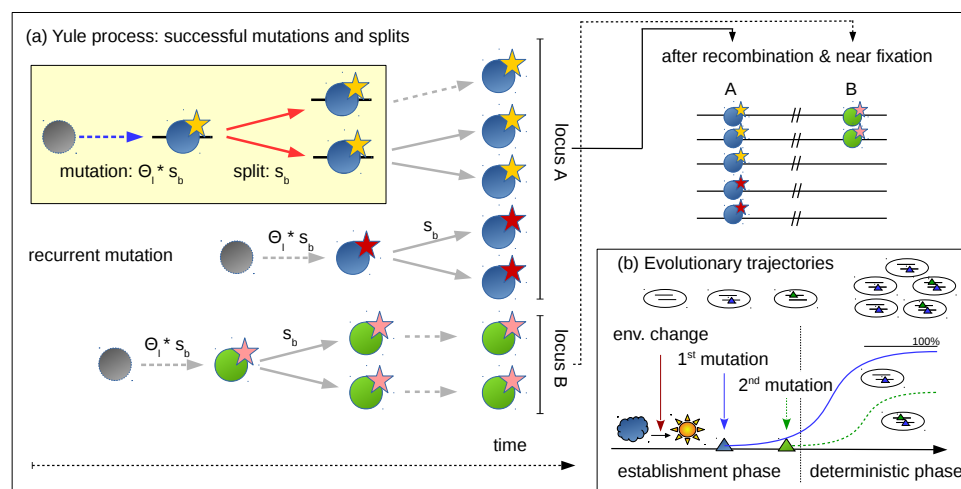 (a) Yule process: successful mutations and splits
mutation: Θl * sb
split: sb
recurrent mutation
Θl * sb
sb
Θl * sb
sb
locus A
locus B
time
after recombination & near fixation
A
B
//
//
//
//
//
//
//
//
//
//
(b) Evolutionary trajectories
env. change
1st mutation
2nd mutation
100%
establishment phase
deterministic phase